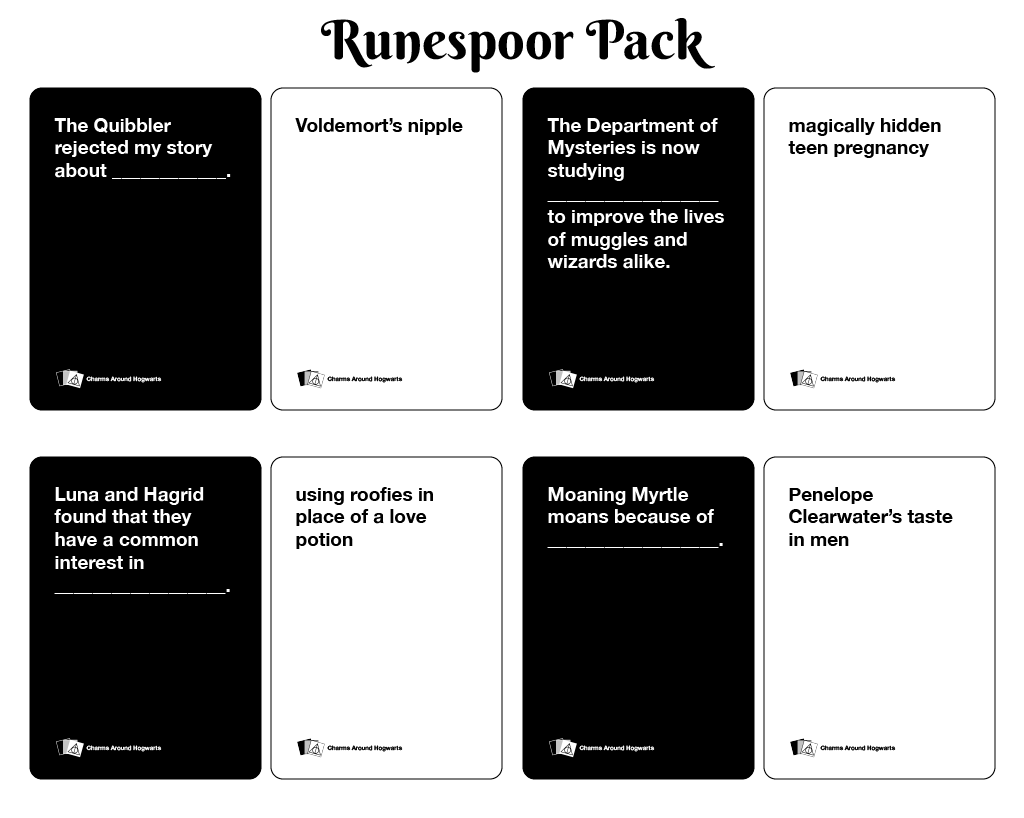 Runespoor Pack
The Quibbler
rejected my story
about ____________.
Charms Around Hogwarts
Voldemort’s nipple
Charms Around Hogwarts
The Department of
Mysteries is now
studying
__________________
to improve the lives
of muggles and
wizards alike.
Charms Around Hogwarts
magically hidden
teen pregnancy
Charms Around Hogwarts
Luna and Hagrid
found that they
have a common
interest in
__________________.
Charms Around Hogwarts
using roofies in
place of a love
potion
Charms Around Hogwarts
Moaning Myrtle
moans because of
__________________.
Charms Around Hogwarts
Penelope
Clearwater’s taste
in men
Charms Around Hogwarts